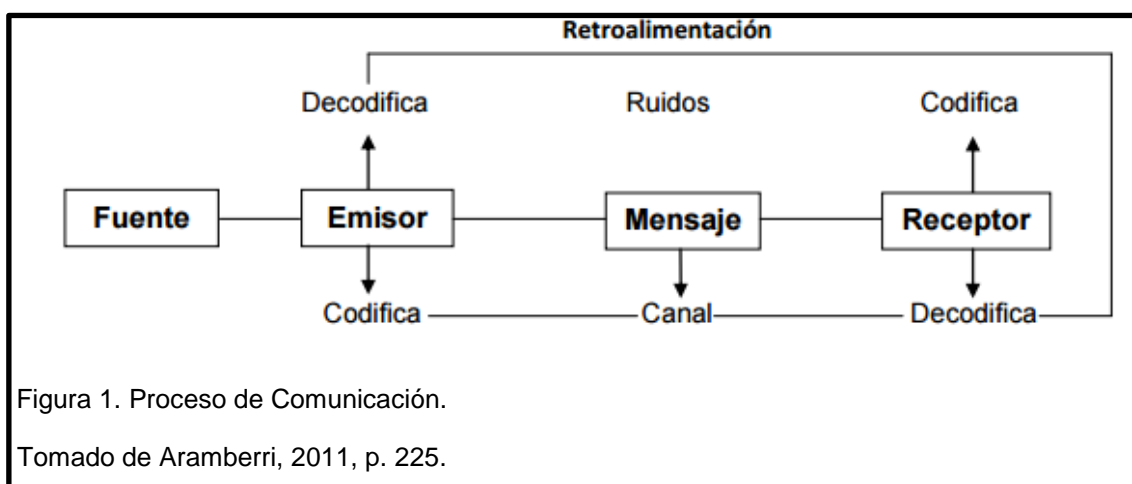 Retroalimentación
Decodifica Ruidos Codifica
Fuente Emisor Mensaje Receptor
Codifica Canal Decodifica
Figura 1. Proceso de Comunicación.
Tomado de Aramberri, 2011, p. 225.